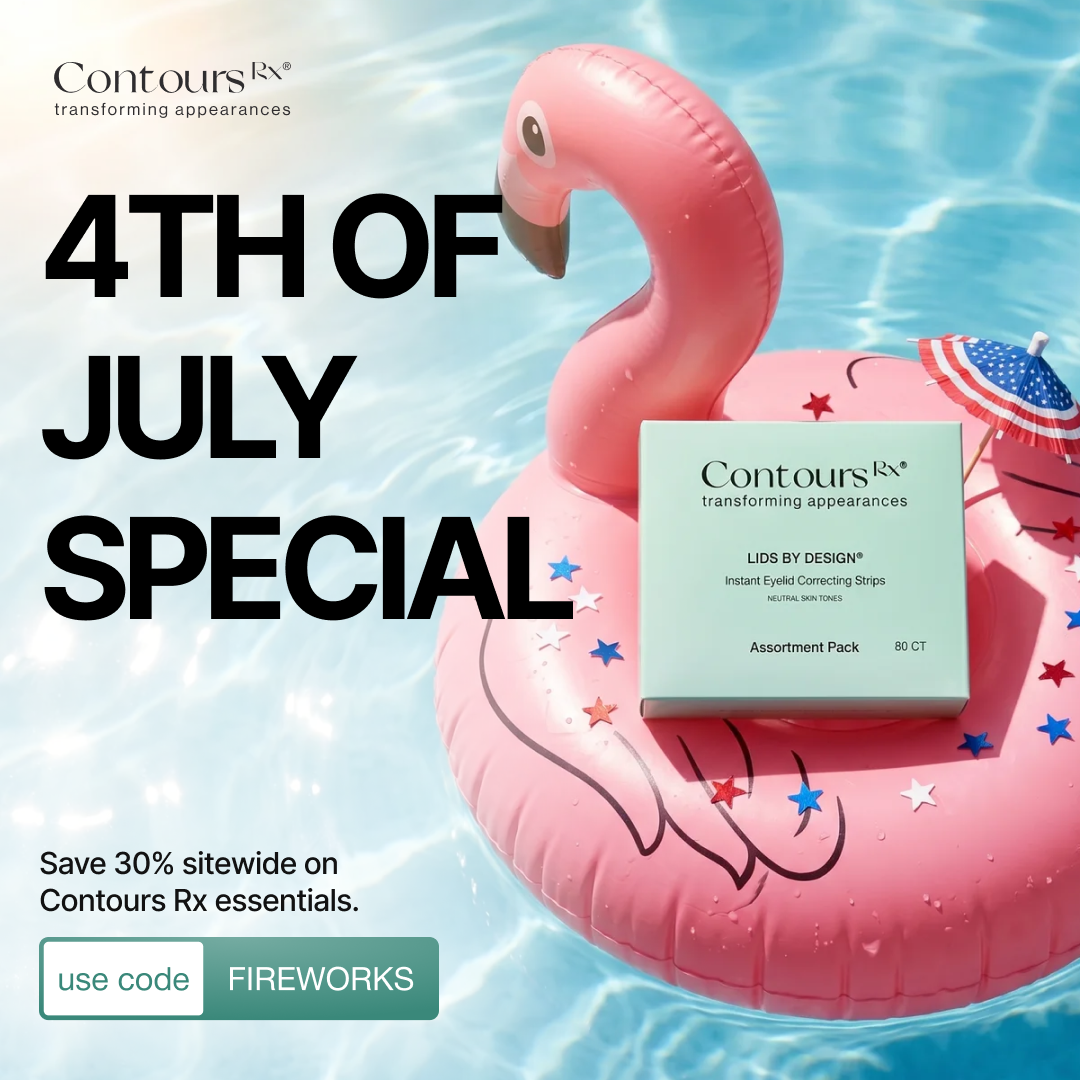 Contours Rx®
transforming appearances
4TH OF
JULY
SPECIAL
Contours Rx®
transforming appearances
LIDS BY DESIGN®
Instant Eyelid Correcting Strips
NEUTRAL SKIN TONES
Assortment Pack 80 CT
Save 30% sitewide on
Contours Rx essentials.
use code FIREWORKS